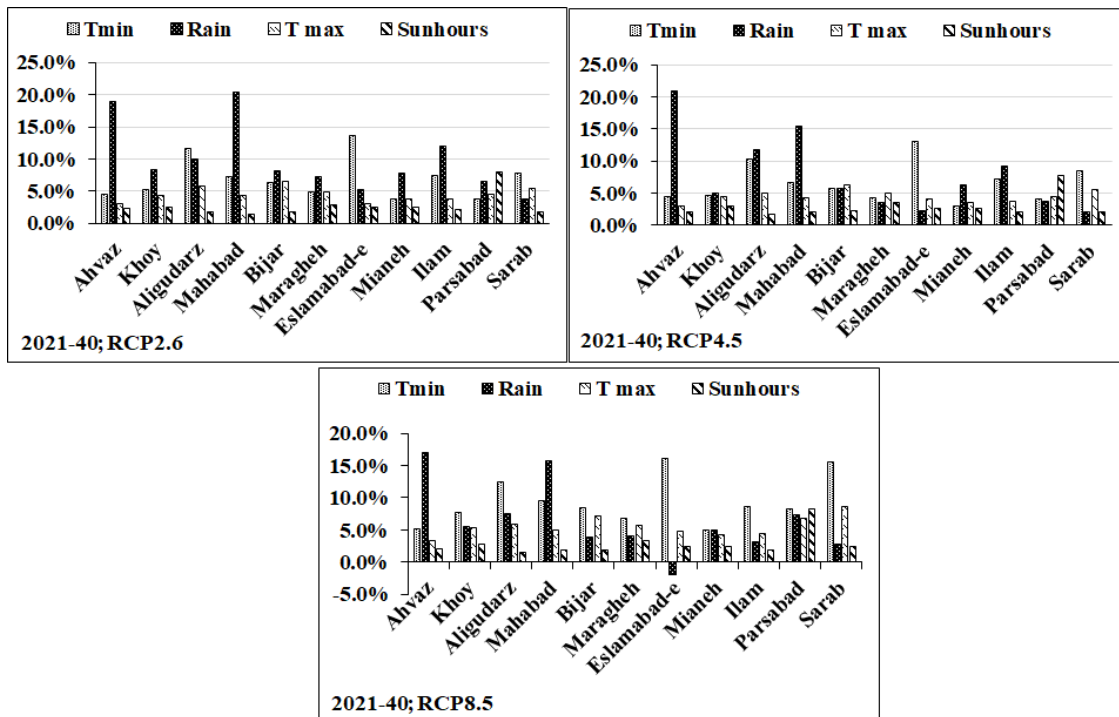 Tmin Rain T max Sunhours
25.0%
20.0%
15.0%
10.0%
5.0%
0.0%
Ahvaz
Khoy
Aligudarz
Mahabad
Bijar
Maragheh
Eslamabad-e
Mianeh
Ilam
Parsabad
Sarab
2021-40; RCP2.6
Tmin Rain T max Sunhours
25.0%
20.0%
15.0%
10.0%
5.0%
0.0%
Ahvaz
Khoy
Aligudarz
Mahabad
Bijar
Maragheh
Eslamabad-e
Mianeh
Ilam
Parsabad
Sarab
2021-40; RCP4.5
Tmin Rain T max Sunhours
20.0%
15.0%
10.0%
5.0%
0.0%
-5.0%
Ahvaz
Khoy
Aligudarz
Mahabad
Bijar
Maragheh
Eslamabad-e
Mianeh
Ilam
Parsabad
Sarab
2021-40; RCP8.5